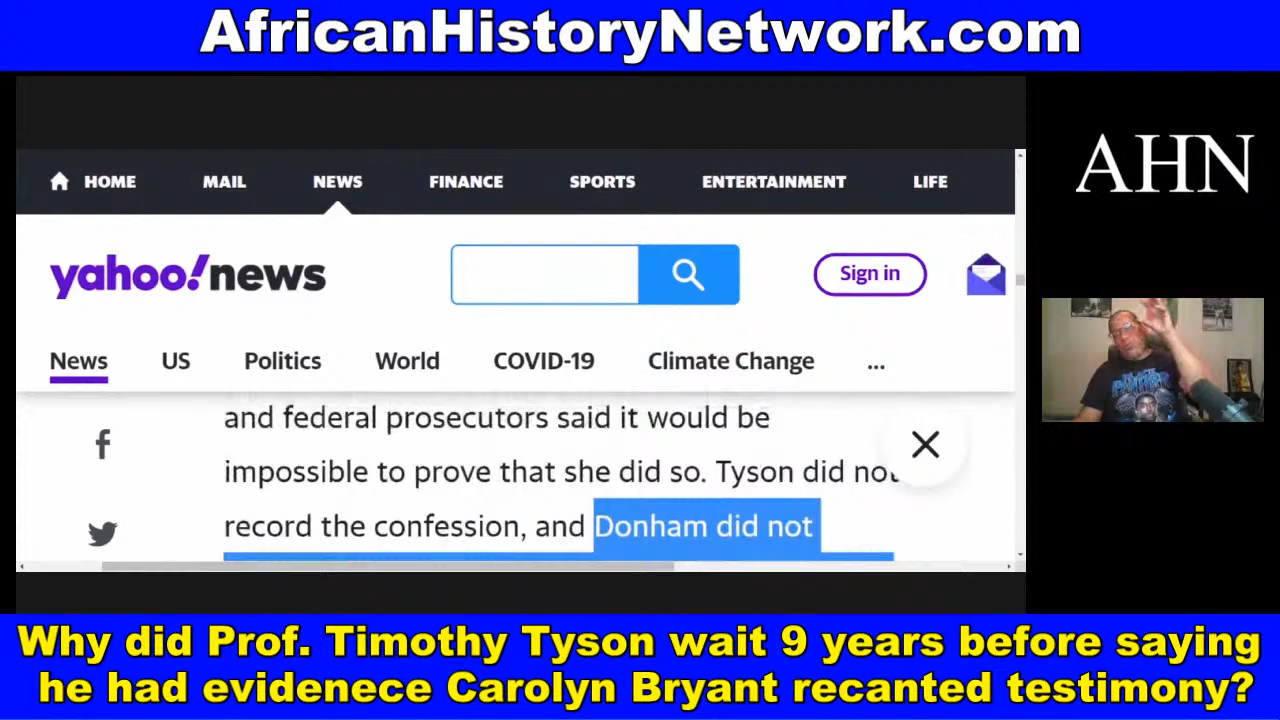 AfricanHistoryNetwork.com
AHN
HOME MAIL NEWS FINANCE SPORTS ENTERTAINMENT LIFE
yahoo!news
Sign in
News US Politics World COVID-19 Climate Change ...
and federal prosecutors said it would be
impossible to prove that she did so. Tyson did not
record the confession, and Donham did not
Why did Prof. Timothy Tyson wait 9 years before saying
he had evidenece Carolyn Bryant recanted testimony?